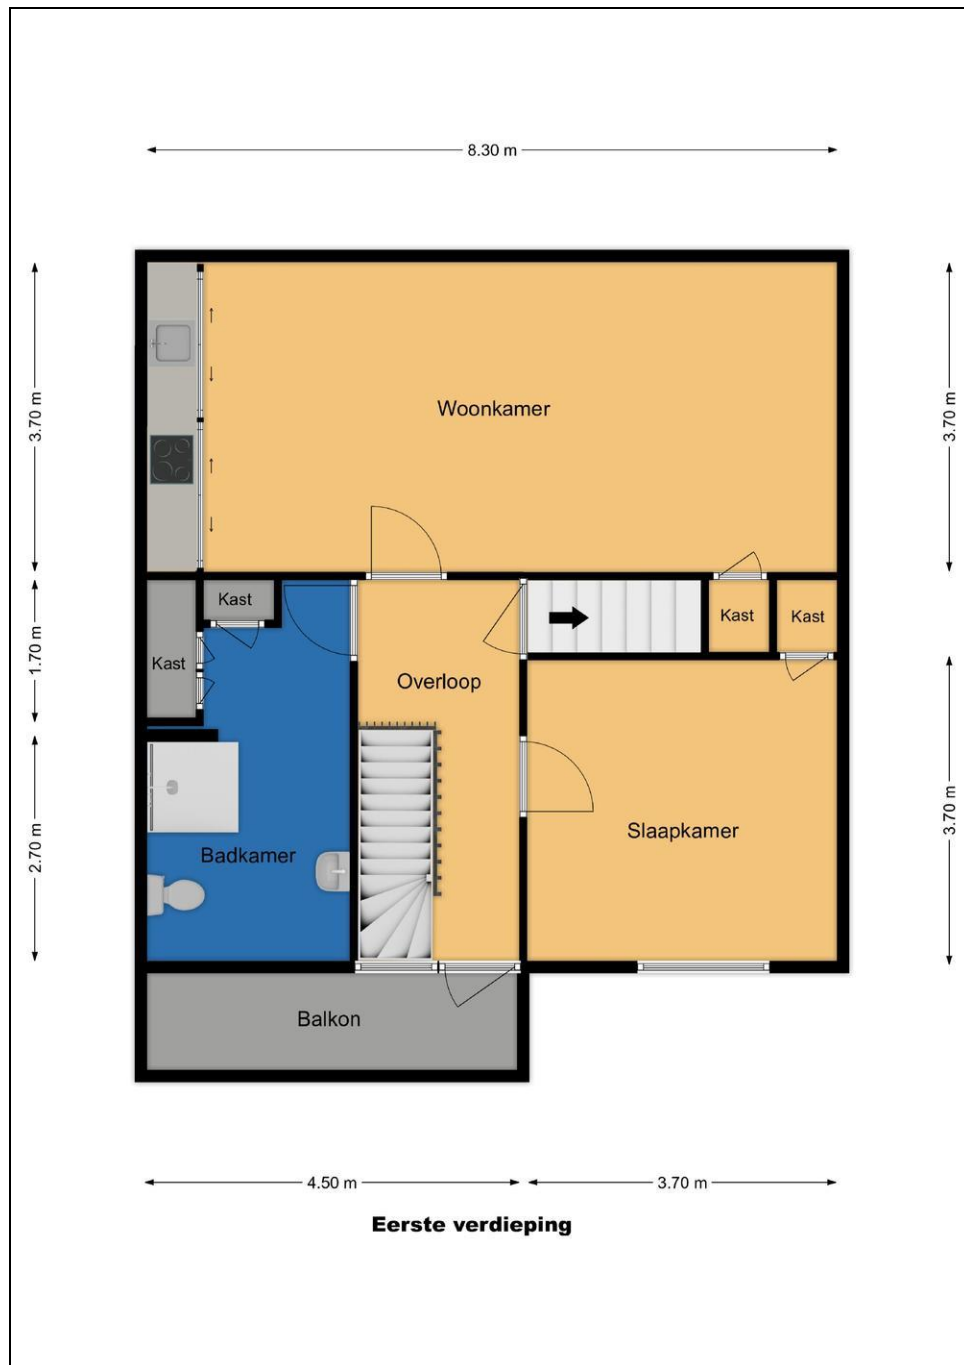 8.30 m
3.70 m
3.70 m
Woonkamer
Kast
Kast
Kast
Kast
1.70 m
Overloop
2.70 m
Badkamer
Slaapkamer
3.70 m
Balkon
4.50 m
3.70 m
Eerste verdieping